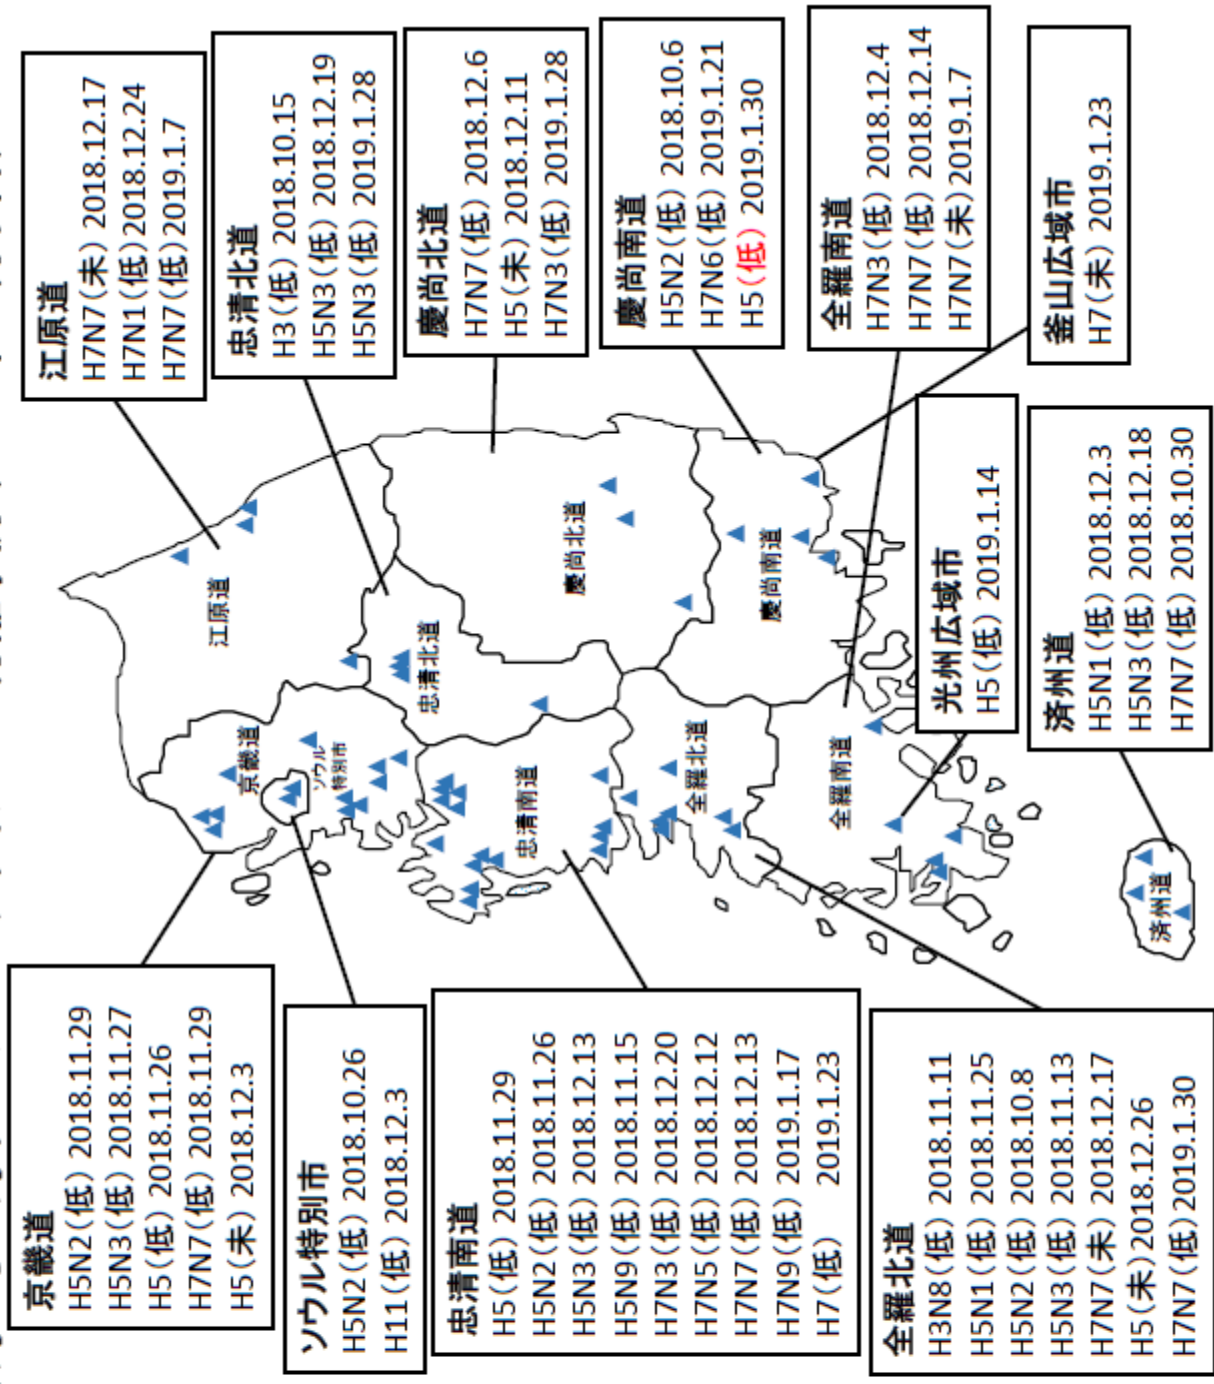 京畿道
H5N2(低) 2018.11.29
H5N3(低) 2018.11.27
H5(低) 2018.11.26
H7N7(低) 2018.11.29
H5(未) 2018.12.3
ソウル特別市
H5N2(低) 2018.10.26
H11(低) 2018.12.3
忠清南道
H5(低) 2018.11.29
H5N2(低) 2018.11.26
H5N3(低) 2018.12.13
H5N9(低) 2018.11.15
H7N3(低) 2018.12.20
H7N5(低) 2018.12.12
H7N7(低) 2018.12.13
H7N9(低) 2019.1.17
H7(低) 2019.1.23
全羅北道
H3N8(低) 2018.11.11
H5N1(低) 2018.11.25
H5N2(低) 2018.10.8
H5N3(低) 2018.11.13
H7N7(未) 2018.12.17
H5(未)2018.12.26
H7N7(低)2019.1.30
江原道
H7N7(未) 2018.12.17
H7N1(低)2018.12.24
H7N7(低)2019.1.7
忠清北道
H3(低) 2018.10.15
H5N3(低) 2018.12.19
H5N3(低) 2019.1.28
慶尚北道
H7N7(低) 2018.12.6
H5(未) 2018.12.11
H7N3(低) 2019.1.28
慶尚南道
H5N2(低) 2018.10.6
H7N6(低) 2019.1.21
H5(低) 2019.1.30
全羅南道
H7N3(低) 2018.12.4
H7N7(低) 2018.12.14
H7N7(未)2019.1.7
釜山広域市
H7(未) 2019.1.23
光州広域市
H5(低) 2019.1.14
済州道
H5N1(低) 2018.12.3
H5N3(低) 2018.12.18
H7N7(低) 2018.10.30
江原道
京畿道
ソウル
特別市
忠清北道
忠清南道
慶尚北道
全羅北道
慶尚南道
全羅南道
済州道